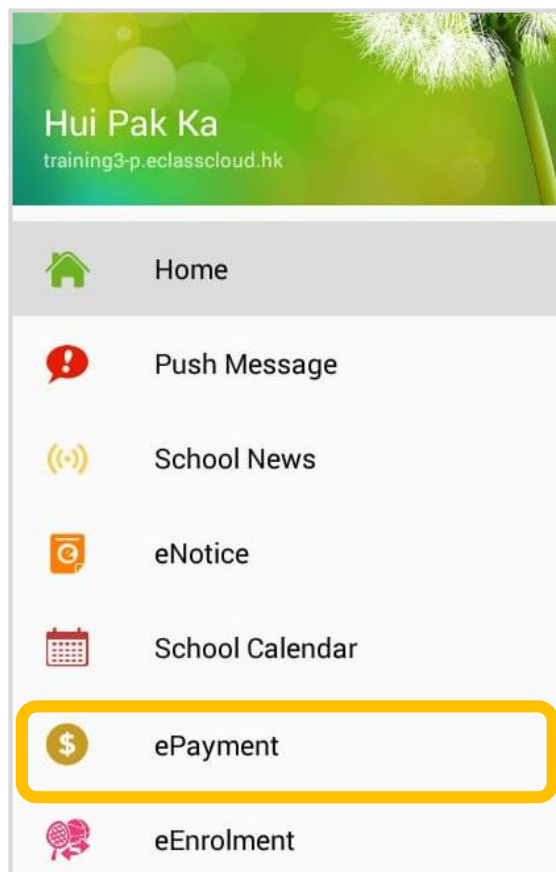 Hui Pak Ka
training3-p.eclasscloud.hk
Home
Push Message
School News
eNotice
School Calendar
ePayment
eEnrolment